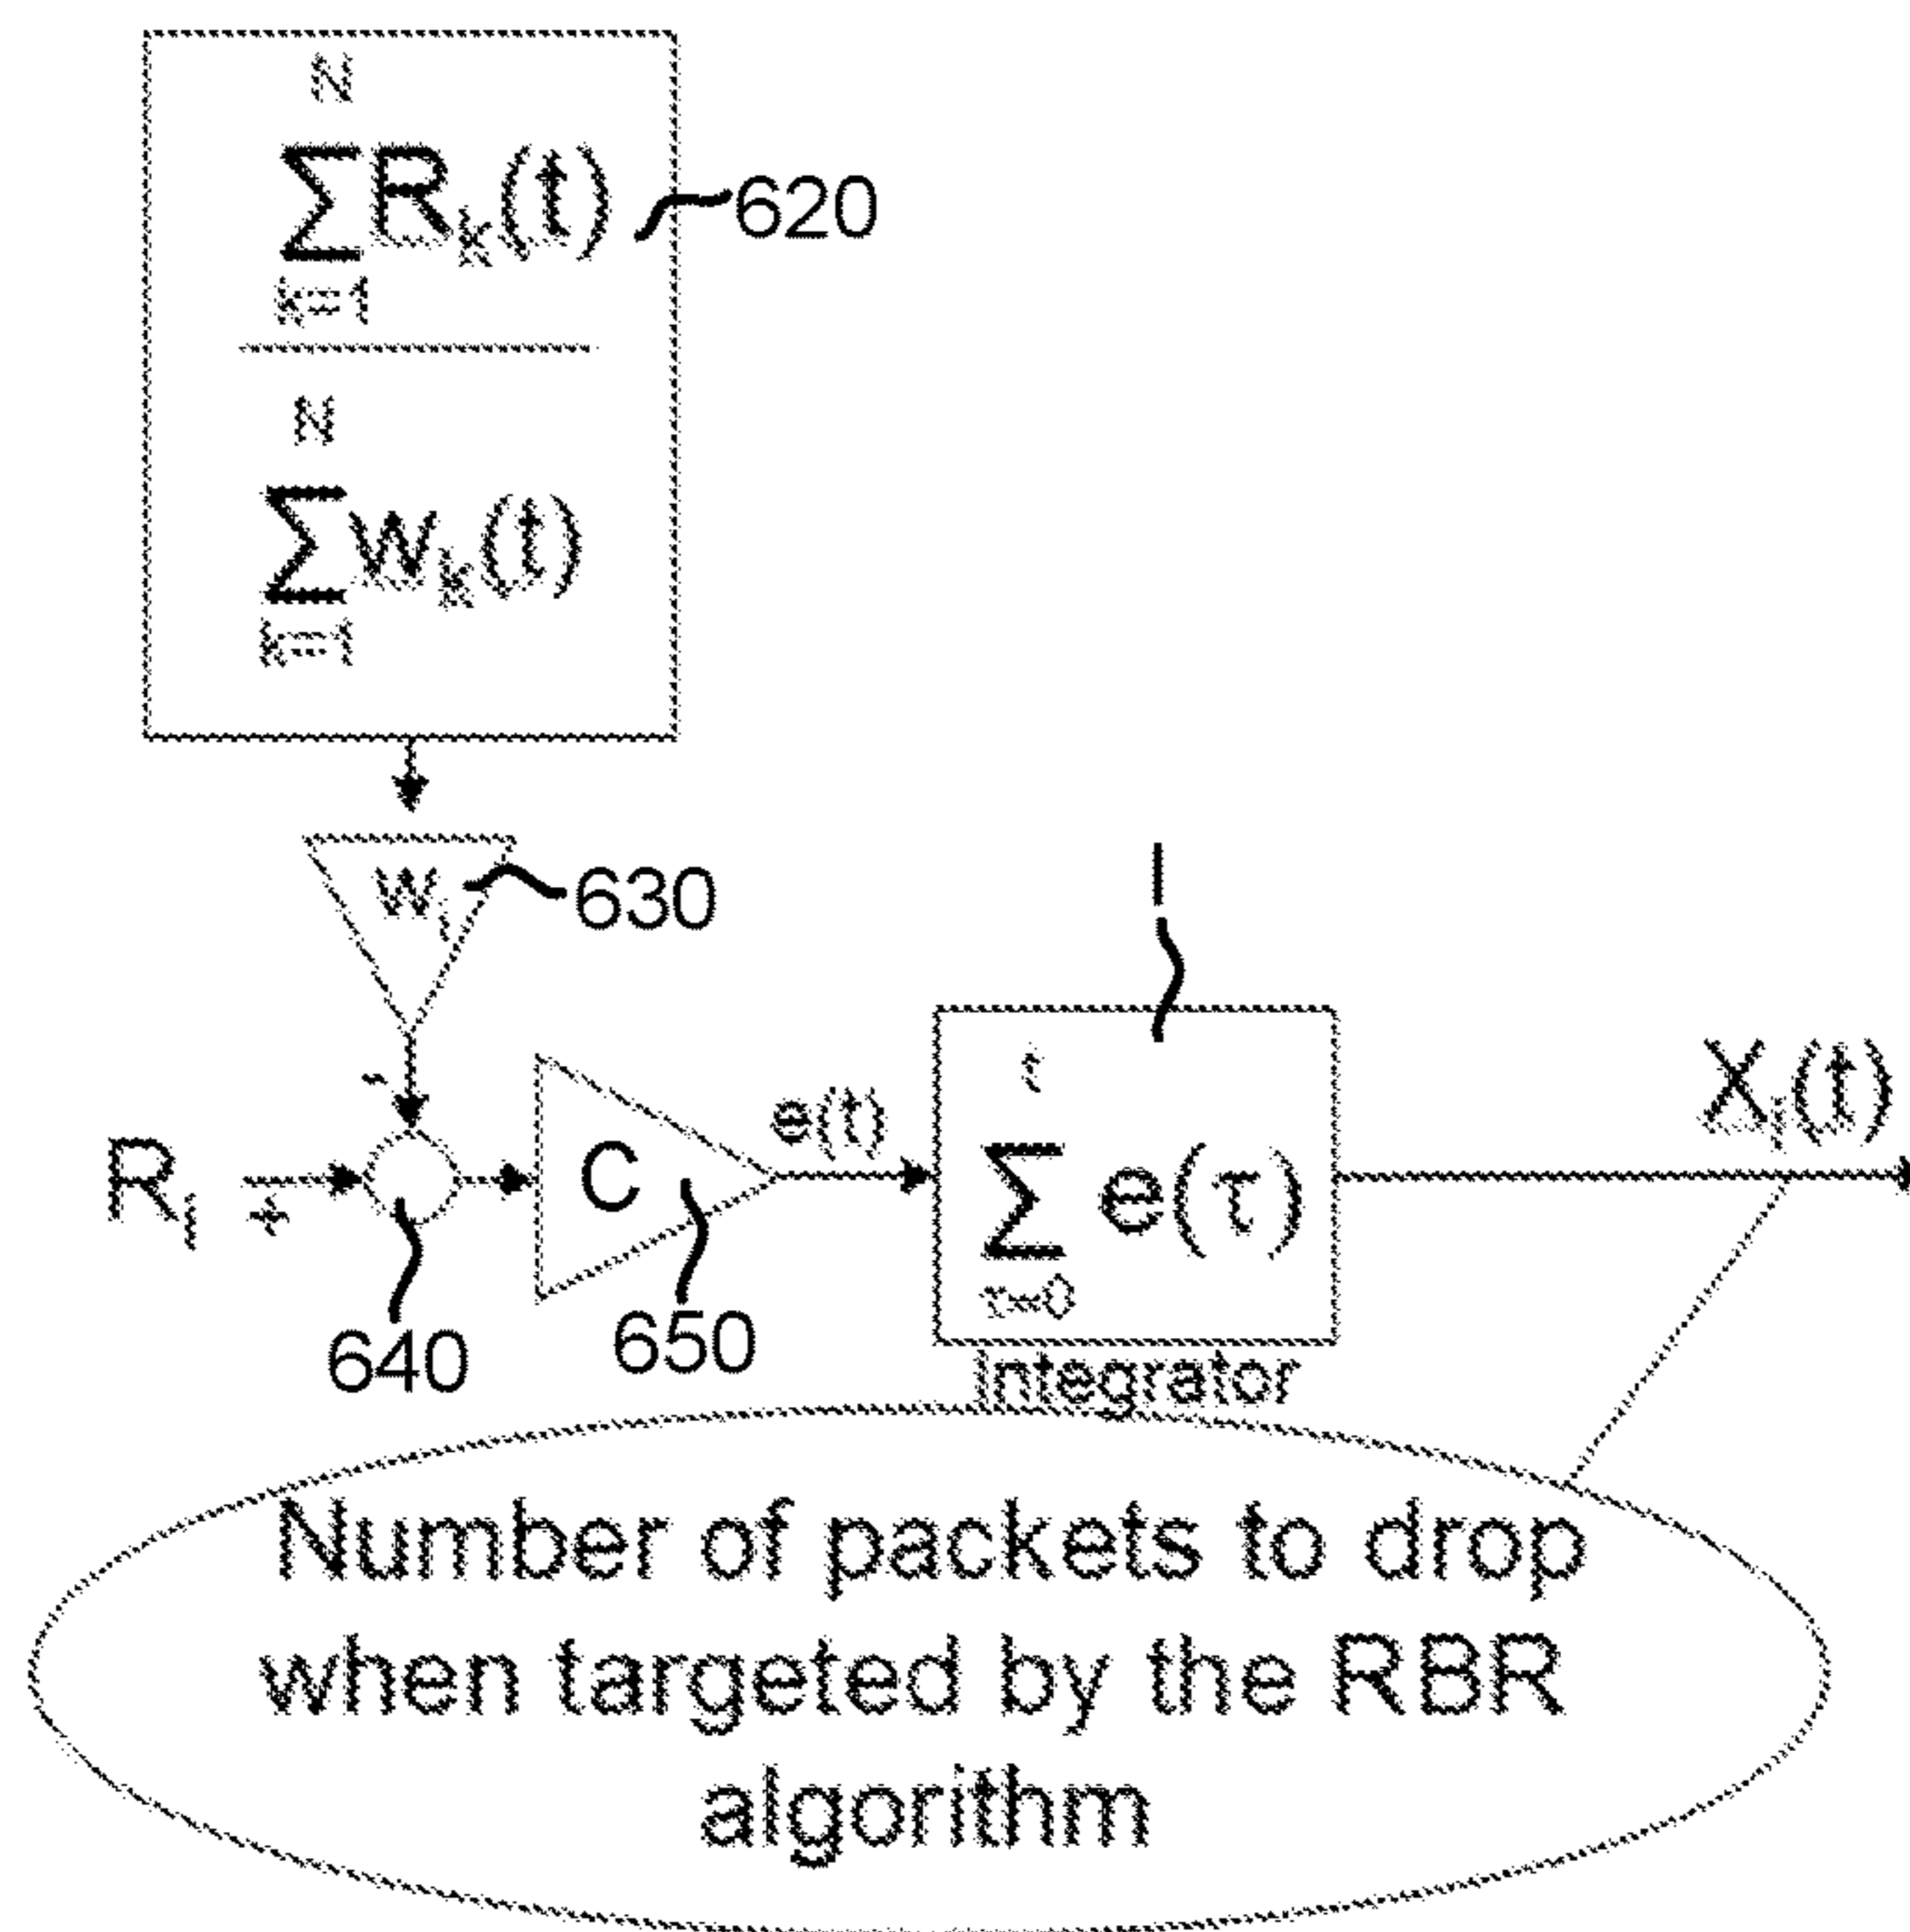 N
∑Rₖ(t)
k=1
620
N
∑wₖ(t)
k=1
wᵢ
630
I
-
Rᵢ
+
C
e(t)
t
∑ e(τ)
τ=0
Xᵢ(t)
640
650
Integrator
Number of packets to drop
when targeted by the RBR
algorithm